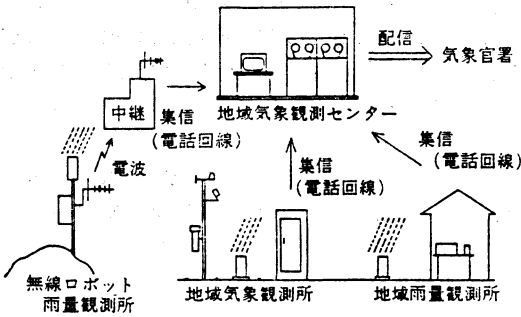 配信
気象官署
中継
集信
(電話回線)
地域気象観測センター
電波
集信
(電話回線)
集信
(電話回線)
無線ロボット
雨量観測所
地域気象観測所
地域雨量観測所